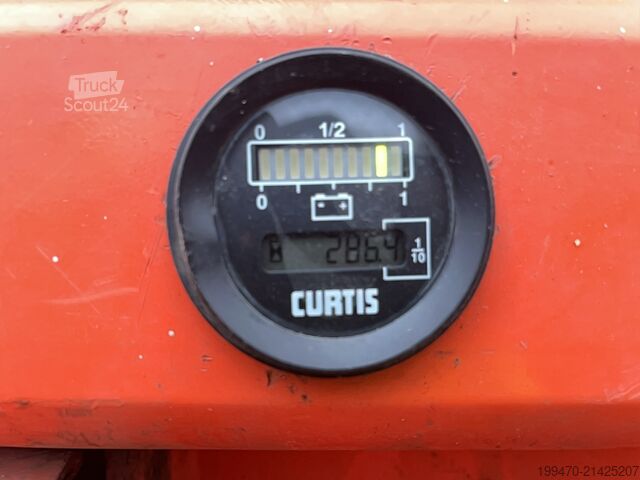 Truck
Scout24
0 1/2 1
0 1
- +
286.4 1/10
CURTIS
199470-21425207